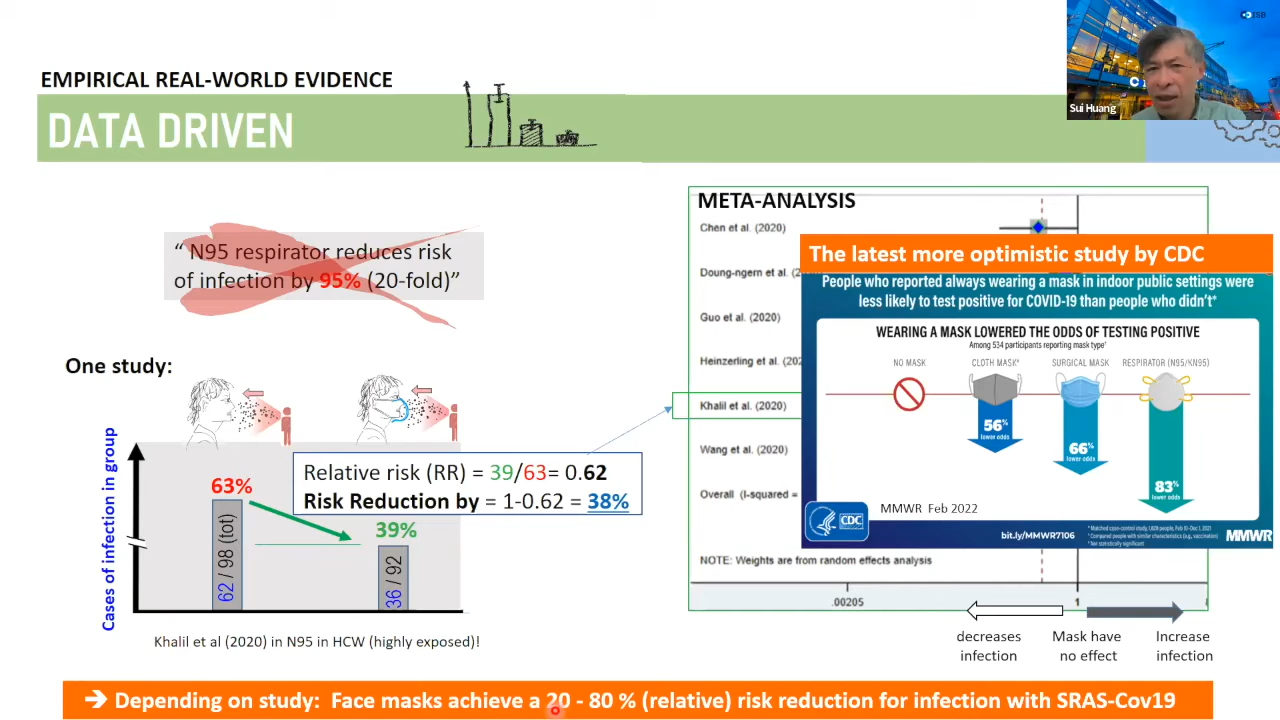 ISB
Sui Huang
EMPIRICAL REAL-WORLD EVIDENCE
DATA DRIVEN
“ N95 respirator reduces risk
of infection by 95% (20-fold)”
One study:
Cases of infection in group
63%
62 / 98 (tot)
39%
36 / 92
Relative risk (RR) = 39/63= 0.62
Risk Reduction by = 1-0.62 = 38%
Khalil et al (2020) in N95 in HCW (highly exposed)!
META-ANALYSIS
Chen et al. (2020)
Doung-ngern et al. (2
Guo et al. (2020)
Heinzerling et al. (202
Khalil et al. (2020)
Wang et al. (2020)
Overall (I-squared =
NOTE: Weights are from random effects analysis
.00205
1
The latest more optimistic study by CDC
People who reported always wearing a mask in indoor public settings were
less likely to test positive for COVID-19 than people who didn’t*
WEARING A MASK LOWERED THE ODDS OF TESTING POSITIVE
Among 534 participants reporting mask type†
NO MASK
CLOTH MASK*
SURGICAL MASK
RESPIRATOR (N95/KN95)
56%
lower odds
66%
lower odds
83%
lower odds
MMWR Feb 2022
CDC
bit.ly/MMWR7106
MMWR
decreases
infection
Mask have
no effect
Increase
infection
➔ Depending on study: Face masks achieve a 20 - 80 % (relative) risk reduction for infection with SRAS-Cov19